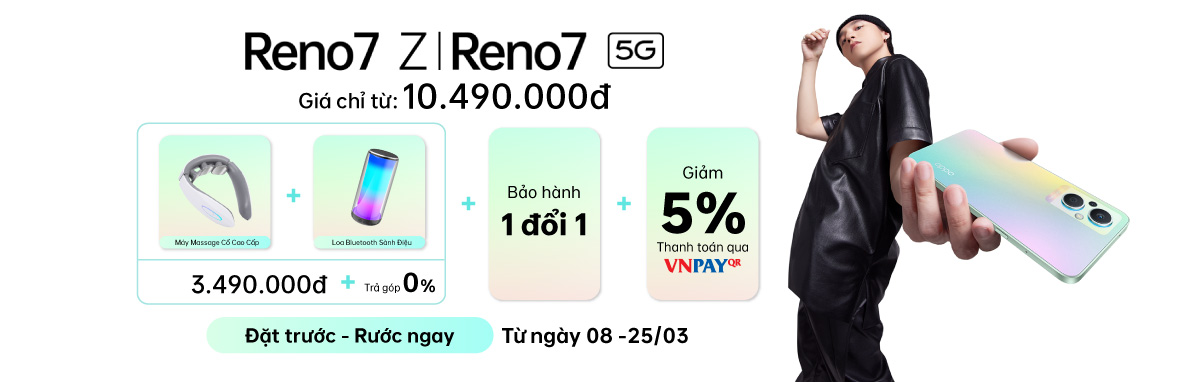 Reno7 Z | Reno7 5G
Giá chỉ từ: 10.490.000đ
Máy Massage Cổ Cao Cấp
+
Loa Bluetooth Sành Điệu
3.490.000đ + Trả góp 0%
+
Bảo hành
1 đổi 1
+
Giảm
5%
Thanh toán qua
VNPAYQR
Đặt trước - Rước ngay
Từ ngày 08 -25/03
oppo